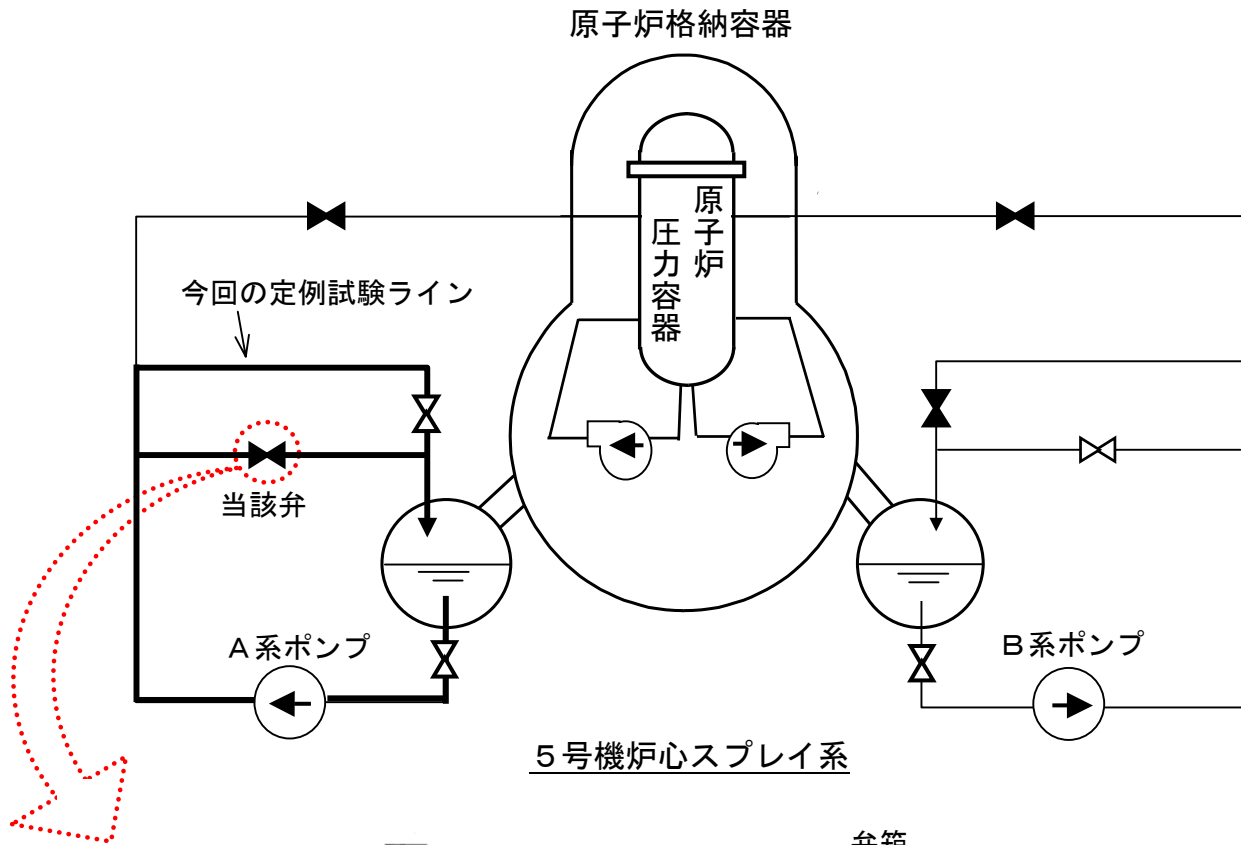 原子炉格納容器
原子炉
圧力容器
今回の定例試験ライン
当該弁
A系ポンプ
B系ポンプ
5号機炉心スプレイ系
弁箱